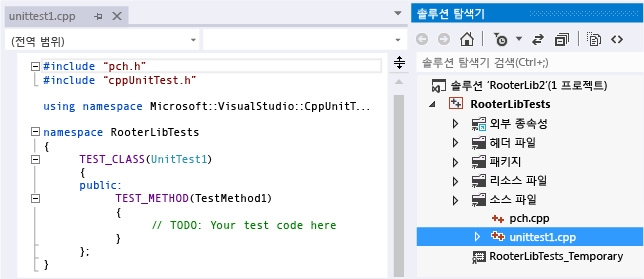 unittest1.cpp
(전역 범위)
#include "pch.h"
#include "cppUnitTest.h"
using namespace Microsoft::VisualStudio::CppUnitT...
namespace RooterLibTests
{
TEST_CLASS(UnitTest1)
{
public:
TEST_METHOD(TestMethod1)
{
// TODO: Your test code here
}
};
}
솔루션 탐색기
솔루션 탐색기 검색(Ctrl+;)
솔루션 'RooterLib2'(1 프로젝트)
RooterLibTests
외부 종속성
헤더 파일
패키지
리소스 파일
소스 파일
pch.cpp
unittest1.cpp
RooterLibTests_Temporary